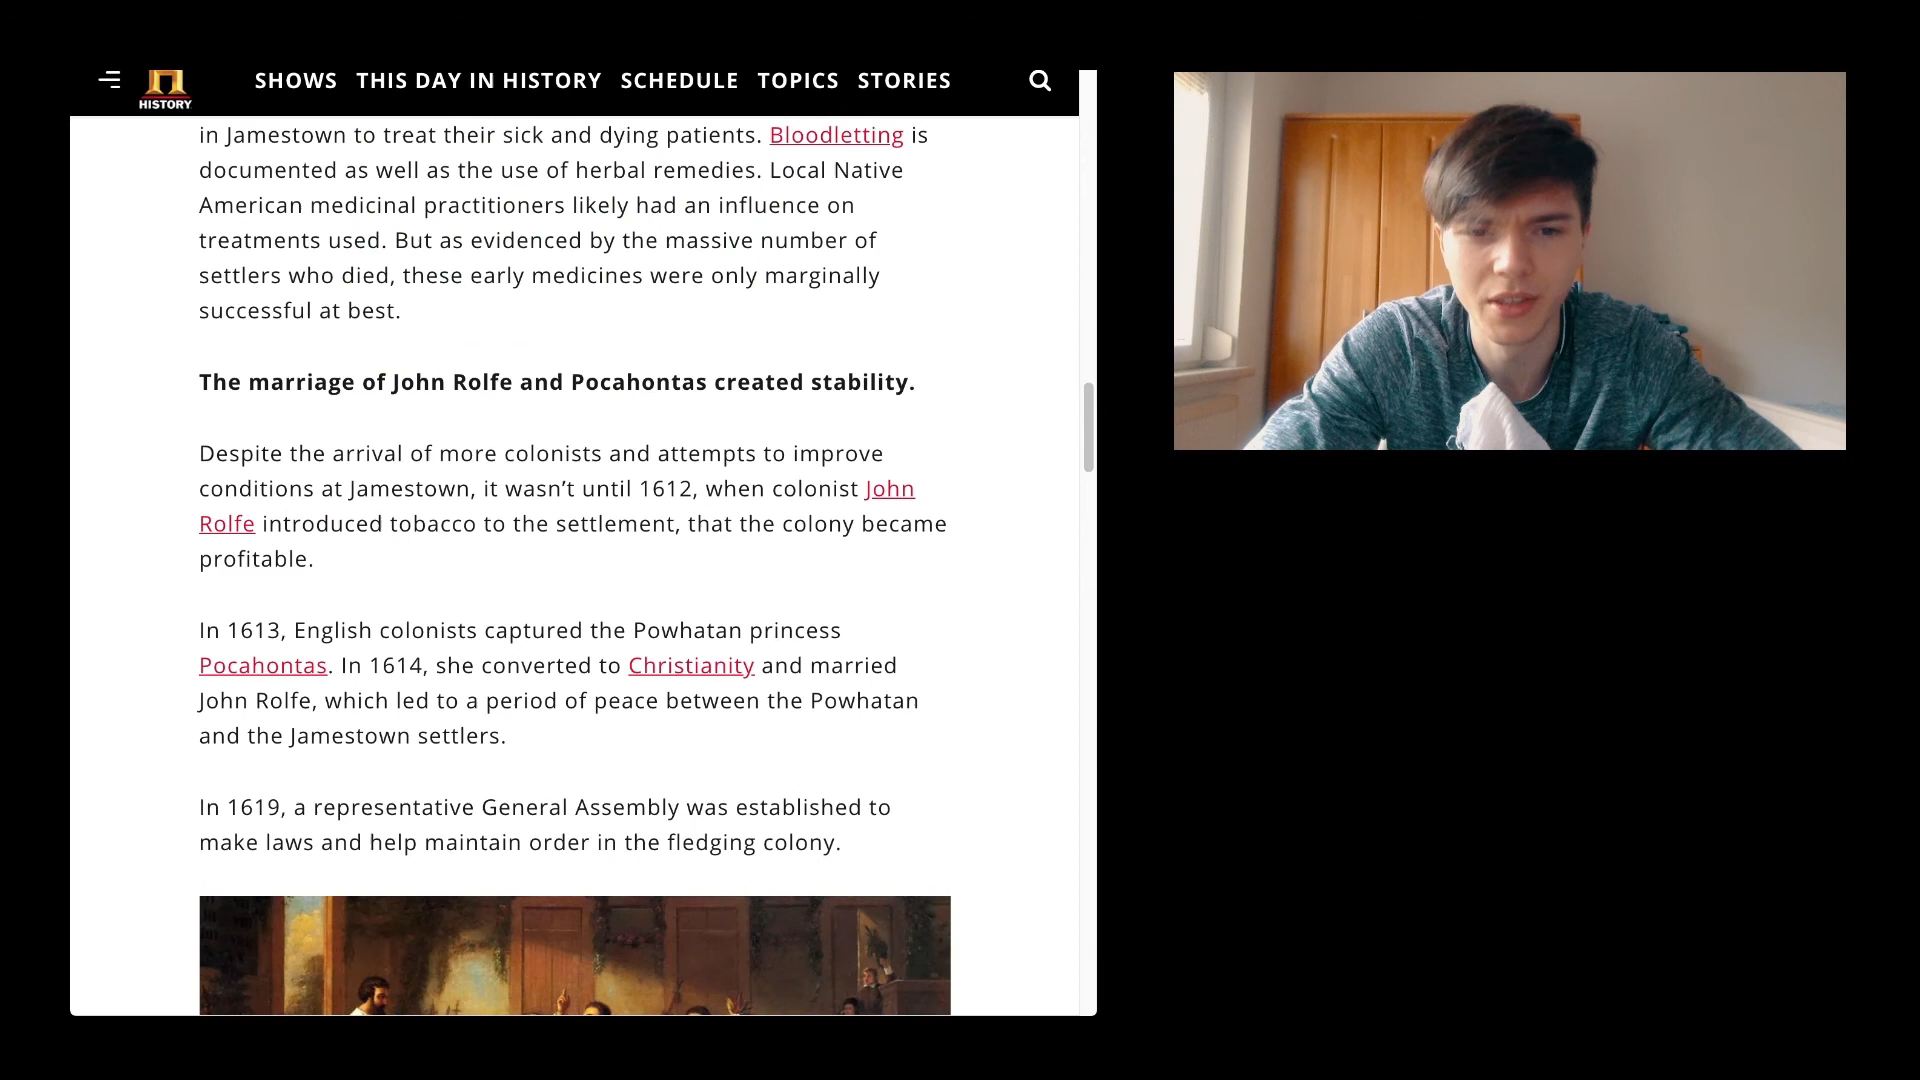 SHOWS THIS DAY IN HISTORY SCHEDULE TOPICS STORIES
HISTORY
in Jamestown to treat their sick and dying patients. Bloodletting is
documented as well as the use of herbal remedies. Local Native
American medicinal practitioners likely had an influence on
treatments used. But as evidenced by the massive number of
settlers who died, these early medicines were only marginally
successful at best.
The marriage of John Rolfe and Pocahontas created stability.
Despite the arrival of more colonists and attempts to improve
conditions at Jamestown, it wasn’t until 1612, when colonist John
Rolfe introduced tobacco to the settlement, that the colony became
profitable.
In 1613, English colonists captured the Powhatan princess
Pocahontas. In 1614, she converted to Christianity and married
John Rolfe, which led to a period of peace between the Powhatan
and the Jamestown settlers.
In 1619, a representative General Assembly was established to
make laws and help maintain order in the fledging colony.